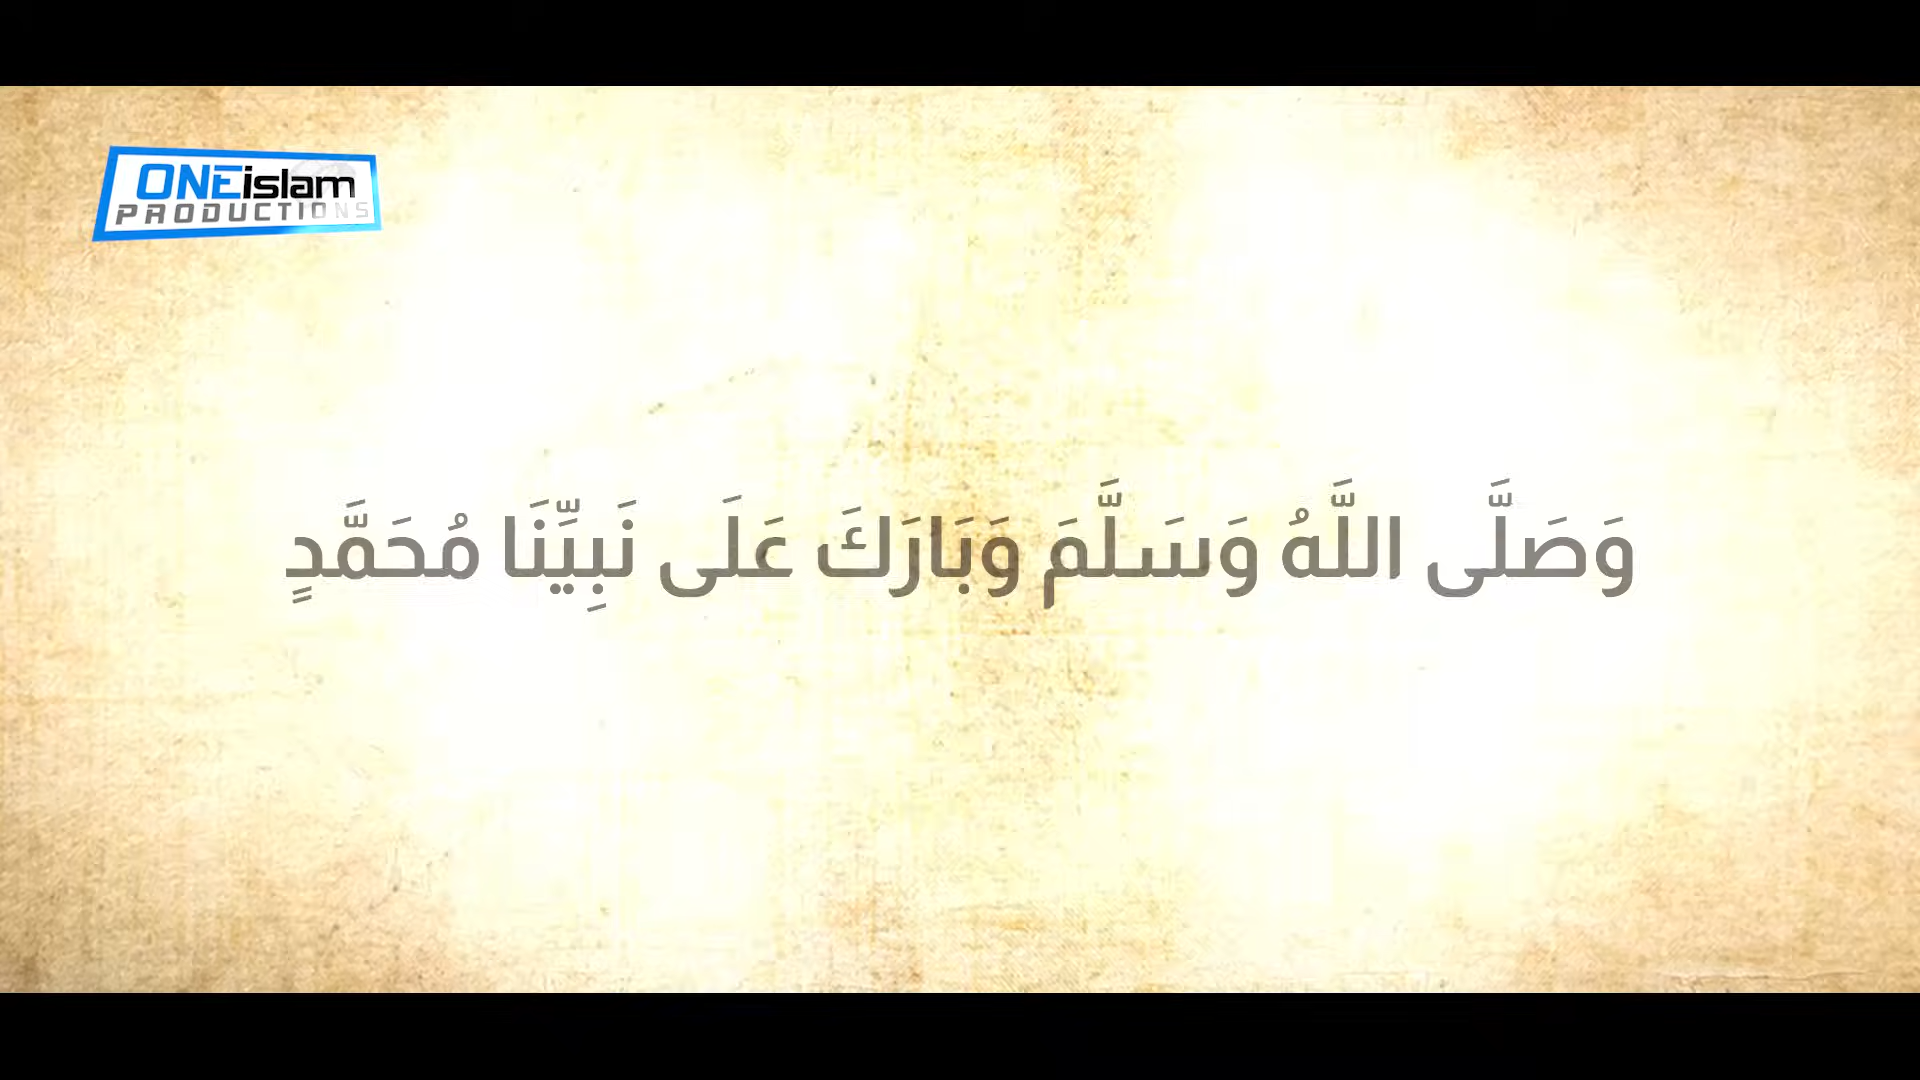 ONEislam
PRODUCTIONS
وَصَلَّى اللَّهُ وَسَلَّمَ وَبَارَكَ عَلَى نَبِيِّنَا مُحَمَّدٍ